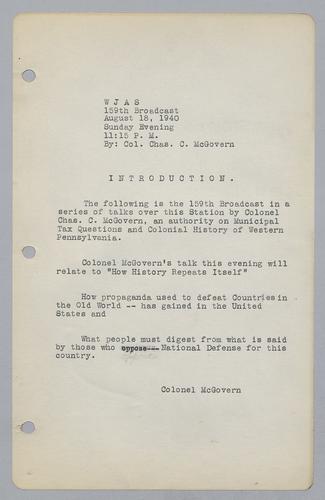 W J A S
159th Broadcast
August 18, 1940
Sunday Evening
11:15 P. M.
By: Col. Chas. C. McGovern
I N T R O D U C T I O N .
The following is the 159th Broadcast in a
series of talks over this Station by Colonel
Chas. C. McGovern, an authority on Municipal
Tax Questions and Colonial History of Western
Pennsylvania.
Colonel McGovern's talk this evening will
relate to "How History Repeats Itself"
How propaganda used to defeat Countries in
the Old World -- has gained in the United
States and
What people must digest from what is said
by those who oppose-- National Defense for this
country.
Colonel McGovern